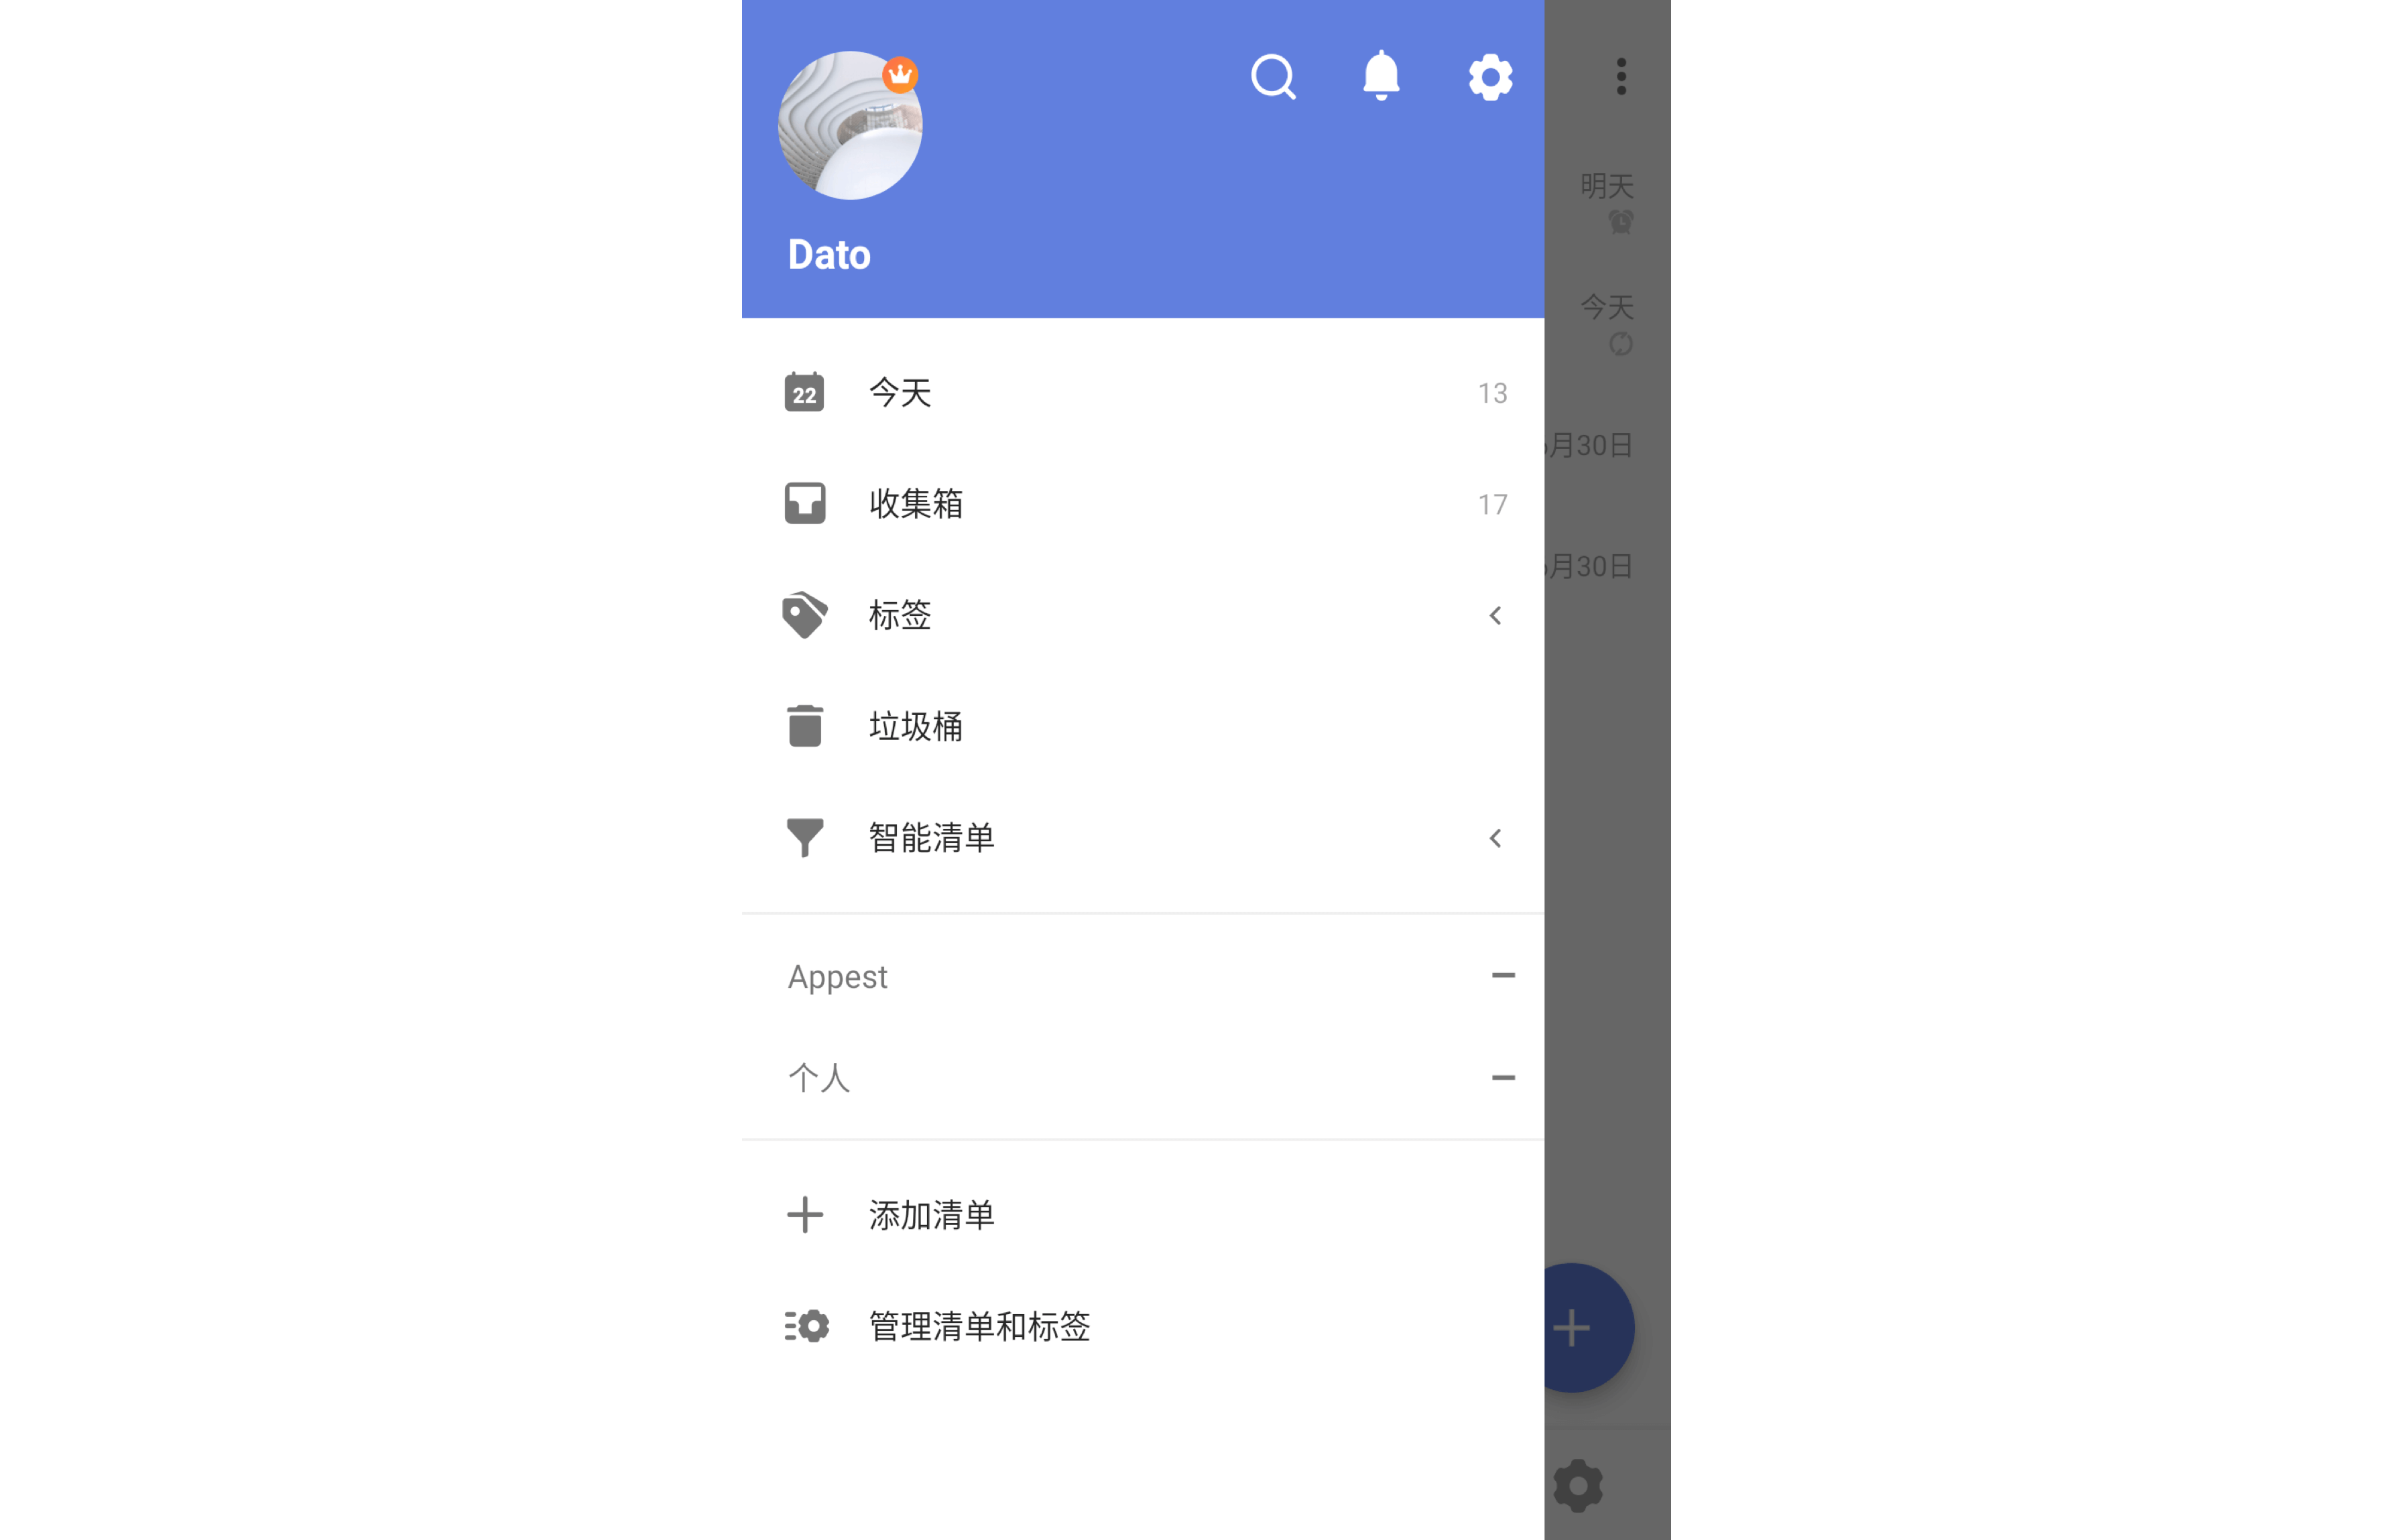 Dato
22
今天
13
收集箱
17
标签
垃圾桶
智能清单
Appest
个人
添加清单
管理清单和标签
明天
今天
月30日
月30日